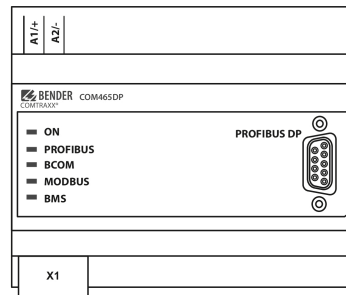 A1/+
A2/-
BENDER COM465DP
COMTRAXX®
ON
PROFIBUS DP
PROFIBUS
BCOM
MODBUS
BMS
X1